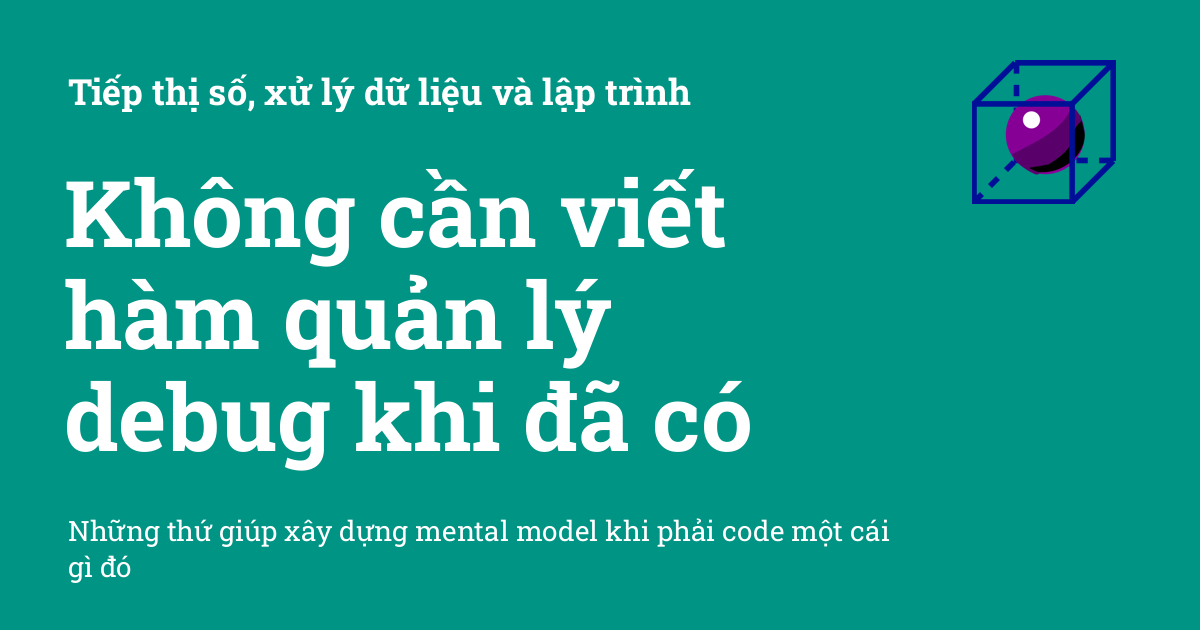 Tiếp thị số, xử lý dữ liệu và lập trình
Không cần viết
hàm quản lý
debug khi đã có
Những thứ giúp xây dựng mental model khi phải code một cái
gì đó